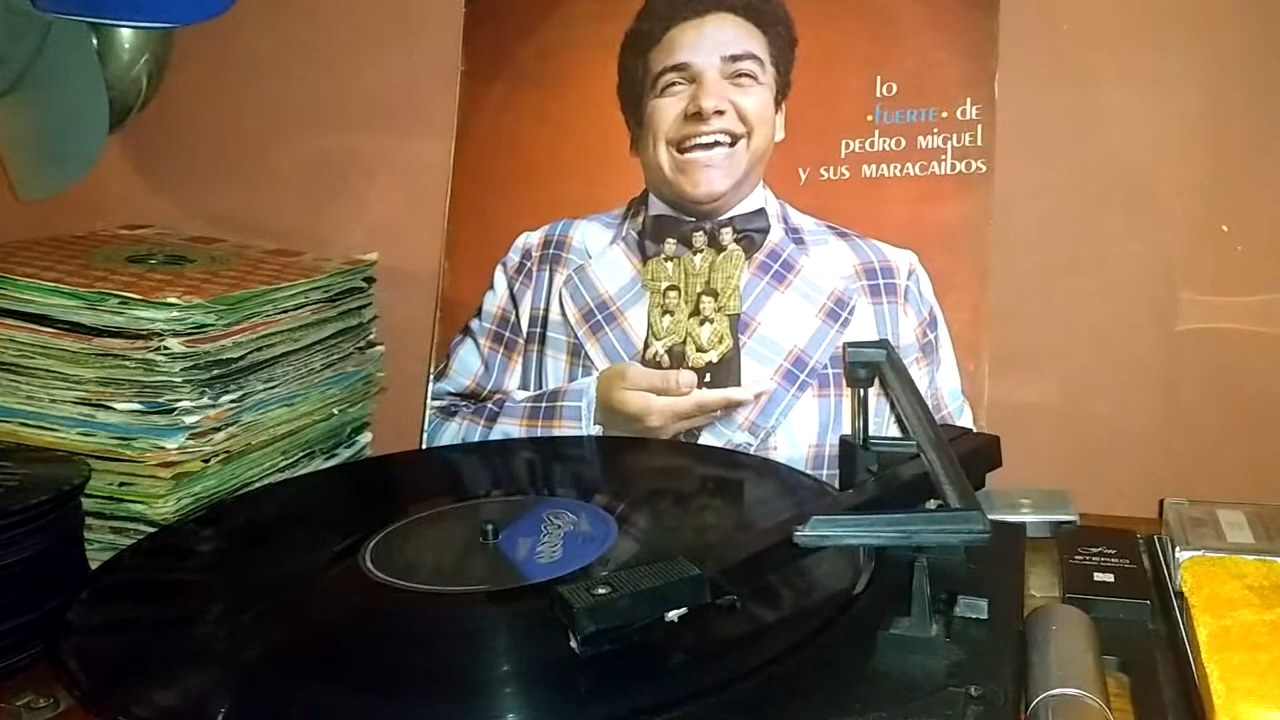 lo
·fuerte· de
pedro miguel
y sus maracaibos
fm
STEREO